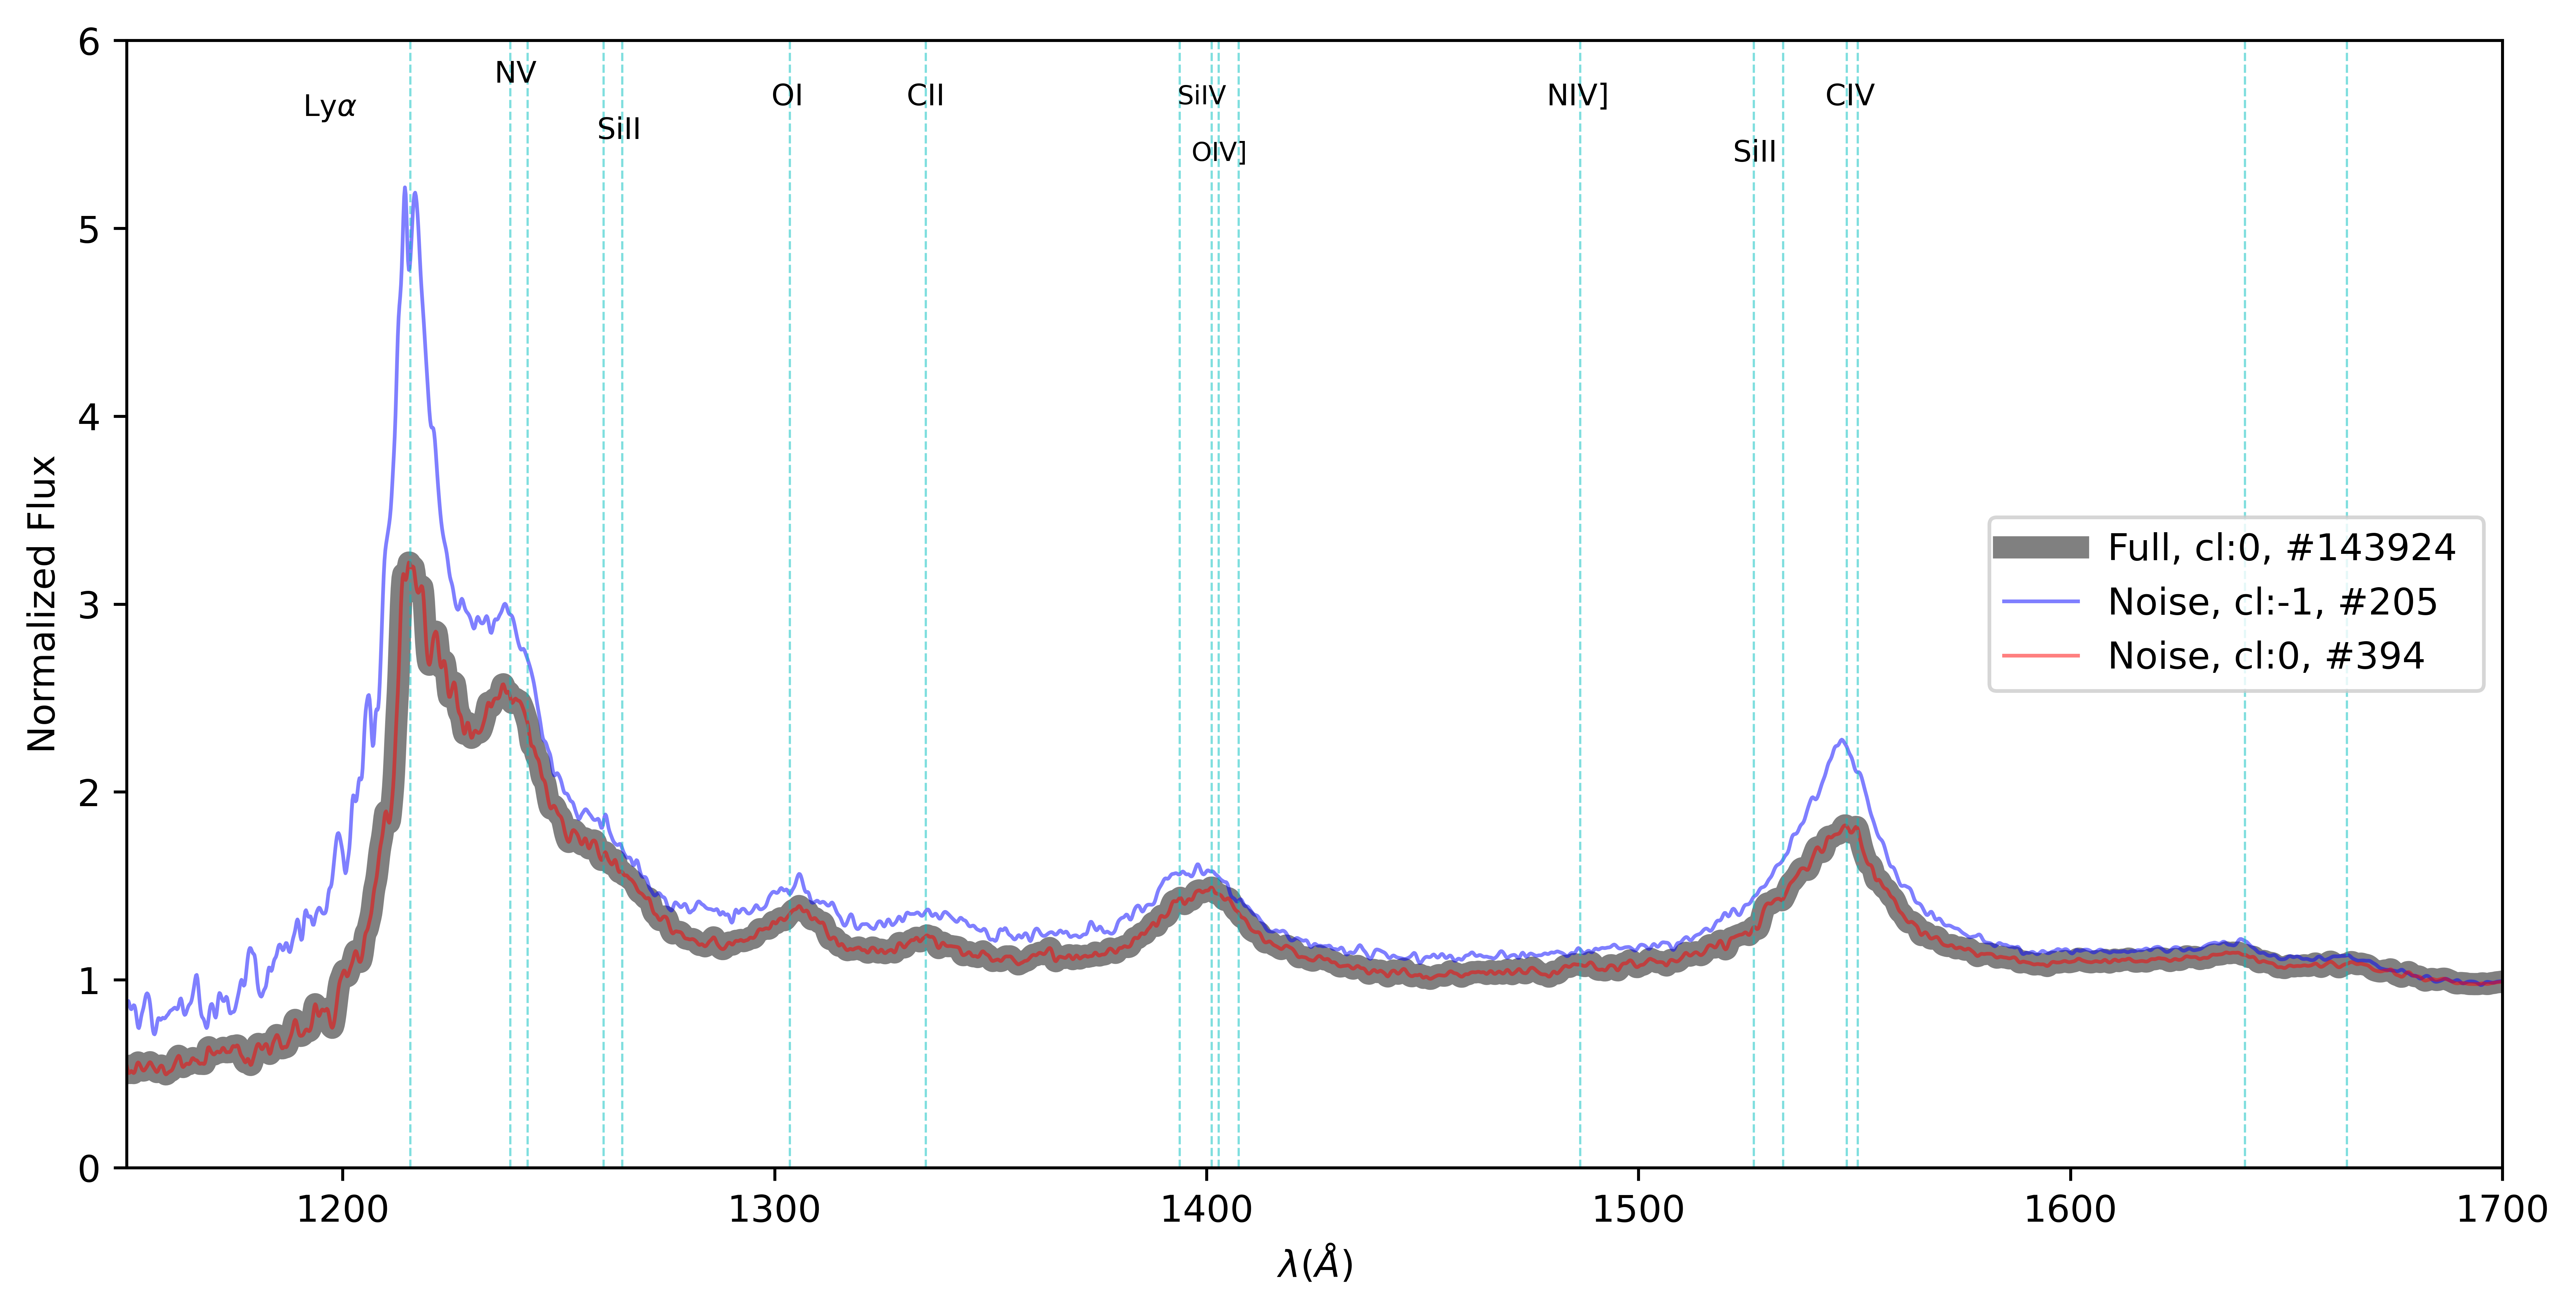 6
5
4
3
2
1
0
Normalized Flux
NV
Lyα
SiII
OI
CII
SiIV
OIV]
NIV]
SiII
CIV
Full, cl:0, #143924
Noise, cl:-1, #205
Noise, cl:0, #394
1200
1300
1400
1500
1600
1700
λ(Å)